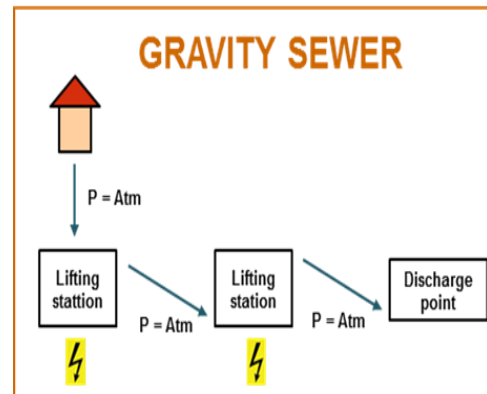 GRAVITY SEWER
P = Atm
Lifting
stattion
P = Atm
Lifting
station
P = Atm
Discharge
point